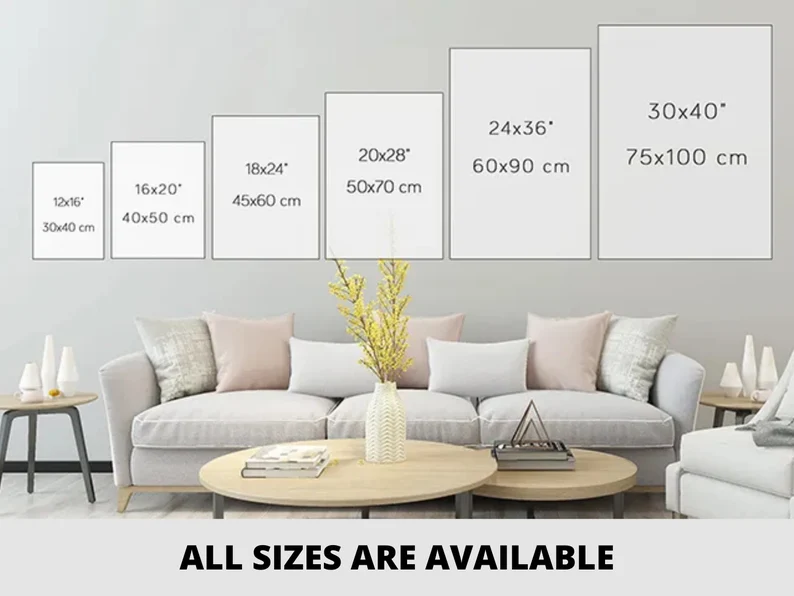 12x16"
30x40 cm
16x20"
40x50 cm
18x24"
45x60 cm
20x28"
50x70 cm
24x36"
60x90 cm
30x40"
75x100 cm
ALL SIZES ARE AVAILABLE